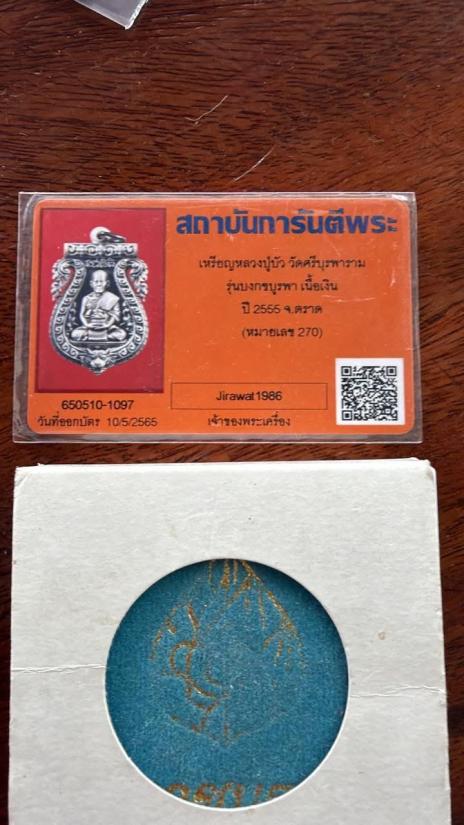 สถาบันการันตีพระ
เหรียญหลวงปู่บัว วัดศรีบุรพาราม
รุ่นบงกชบูรพา เนื้อเงิน
ปี 2555 จ.ตราด
(หมายเลข 270)
Jirawat1986
เจ้าของพระเครื่อง
650510-1097
วันที่ออกบัตร 10/5/2565